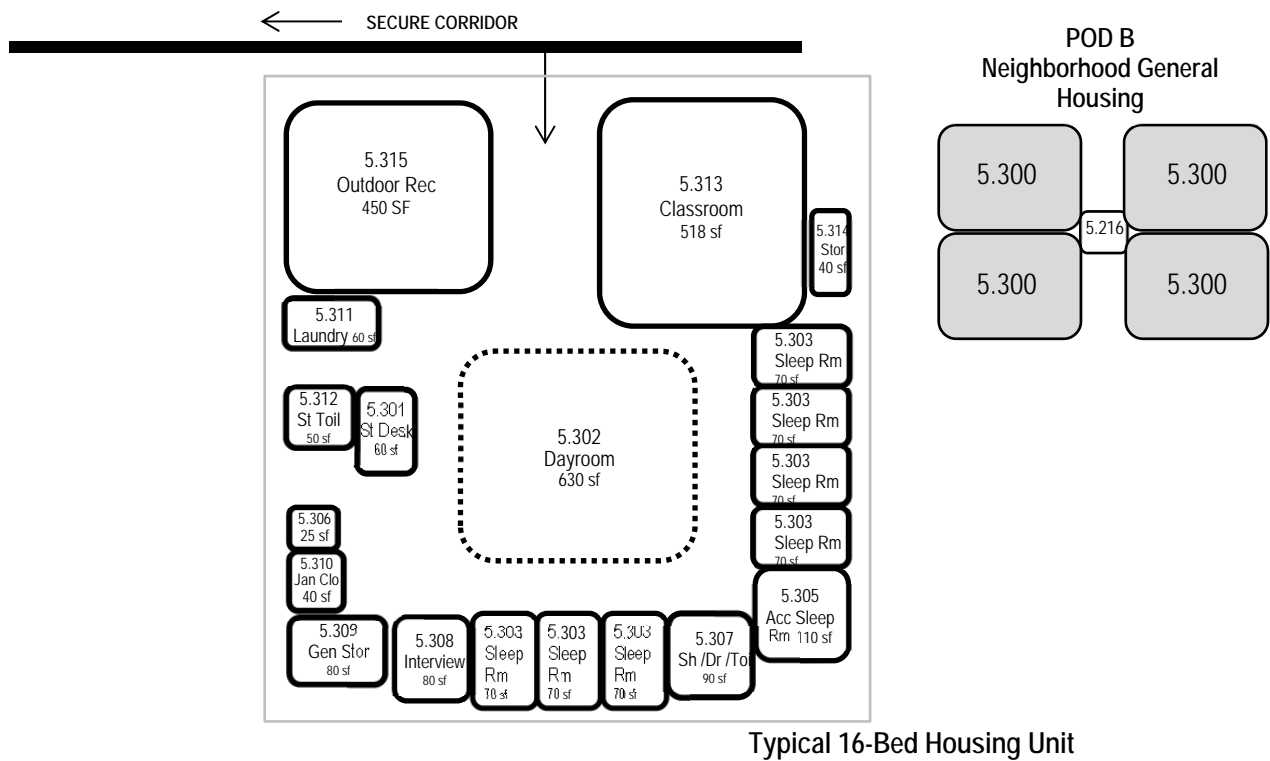 SECURE CORRIDOR
POD B
Neighborhood General
Housing
5.300
5.300
5.216
5.300
5.300
5.315
Outdoor Rec
450 SF
5.313
Classroom
518 sf
5.314
Stor
40 sf
5.311
Laundry 60 sf
5.303
Sleep Rm
70 sf
5.303
Sleep Rm
70 sf
5.303
Sleep Rm
70 sf
5.303
Sleep Rm
70 sf
5.312
St Toil
50 sf
5.301
St Desk
60 sf
5.302
Dayroom
630 sf
5.306
25 sf
5.310
Jan Clo
40 sf
5.305
Acc Sleep
Rm 110 sf
5.309
Gen Stor
80 sf
5.308
Interview
80 sf
5.303
Sleep
Rm
70 sf
5.303
Sleep
Rm
70 sf
5.303
Sleep
Rm
70 sf
5.307
Sh /Dr /Toi
90 sf
Typical 16-Bed Housing Unit